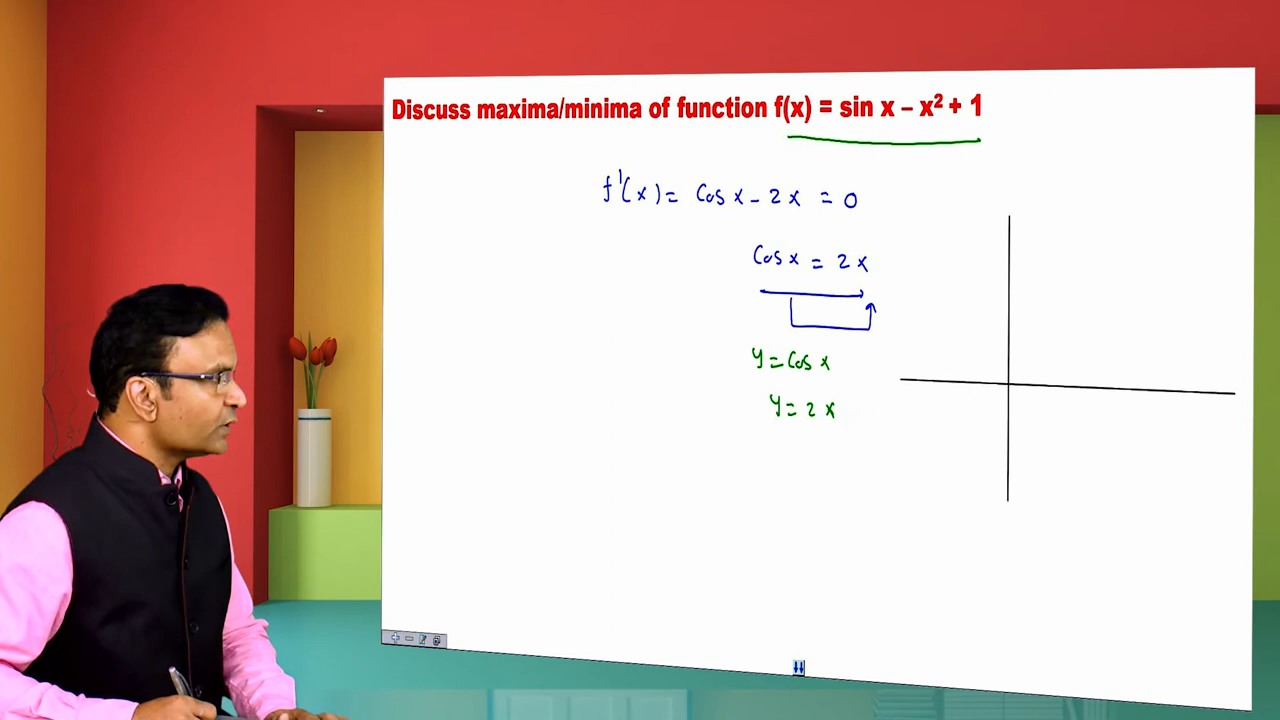 Discuss maxima/minima of function f(x) = sin x – x² + 1
f'(x) = Cos x - 2x = 0
Cos x = 2x
y = Cos x
y = 2x